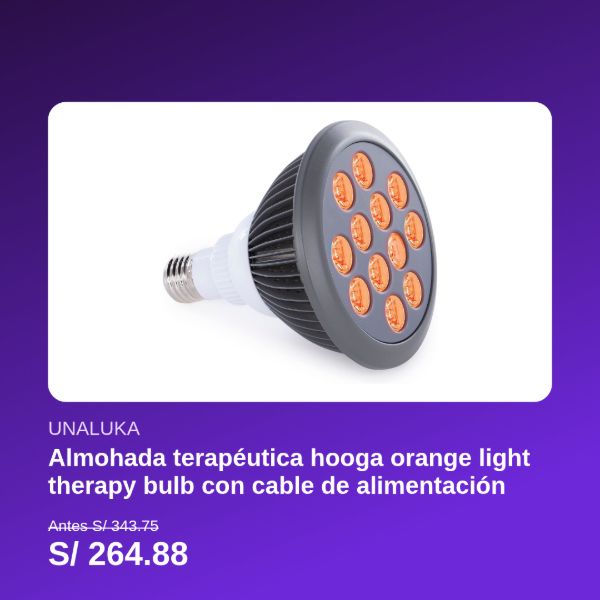 UNALUKA
Almohada terapéutica hooga orange light
therapy bulb con cable de alimentación
Antes S/ 343.75
S/ 264.88